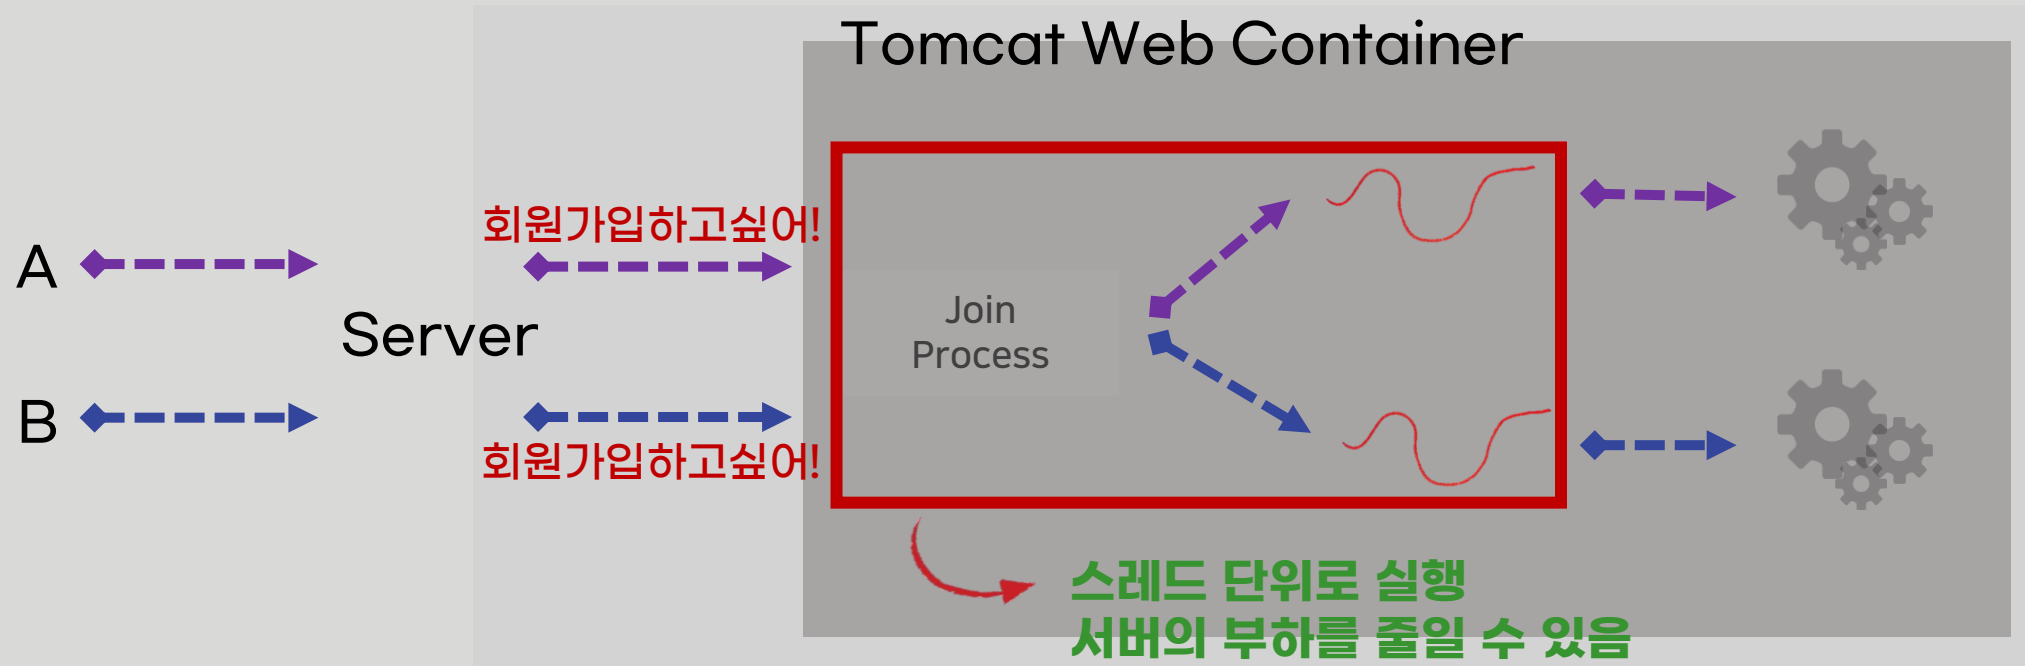 Tomcat Web Container
회원가입하고싶어!
A
Server
Join
Process
B
회원가입하고싶어!
스레드 단위로 실행
서버의 부하를 줄일 수 있음